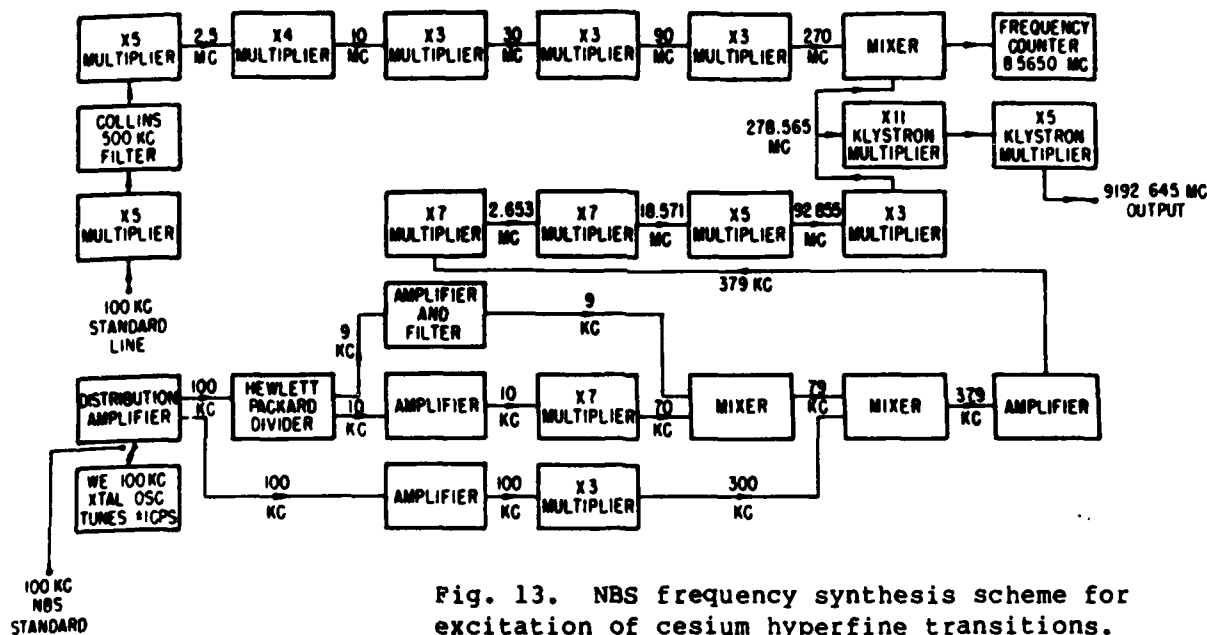 X5
MULTIPLIER
2.5
MC
X4
MULTIPLIER
10
MC
X3
MULTIPLIER
30
MC
X3
MULTIPLIER
90
MC
X3
MULTIPLIER
270
MC
MIXER
FREQUENCY
COUNTER
8 5650 MC
COLLINS
500 KC
FILTER
278.565
MC
X11
KLYSTRON
MULTIPLIER
X5
KLYSTRON
MULTIPLIER
9192 645 MC
OUTPUT
X5
MULTIPLIER
X7
MULTIPLIER
2.653
MC
X7
MULTIPLIER
18.571
MC
X5
MULTIPLIER
92 855
MC
X3
MULTIPLIER
379 KC
100 KC
STANDARD
LINE
AMPLIFIER
AND
FILTER
9
KC
9
KC
DISTRIBUTION
AMPLIFIER
100
KC
HEWLETT
PACKARD
DIVIDER
10
KC
AMPLIFIER
10
KC
X7
MULTIPLIER
70
KC
MIXER
79
KC
MIXER
379
KC
AMPLIFIER
WE 100 KC
XTAL OSC
TUNES ±1CPS
100
KC
AMPLIFIER
100
KC
X3
MULTIPLIER
300
KC
100 KC
NBS
STANDARD
Fig. 13. NBS frequency synthesis scheme for
excitation of cesium hyperfine transitions.